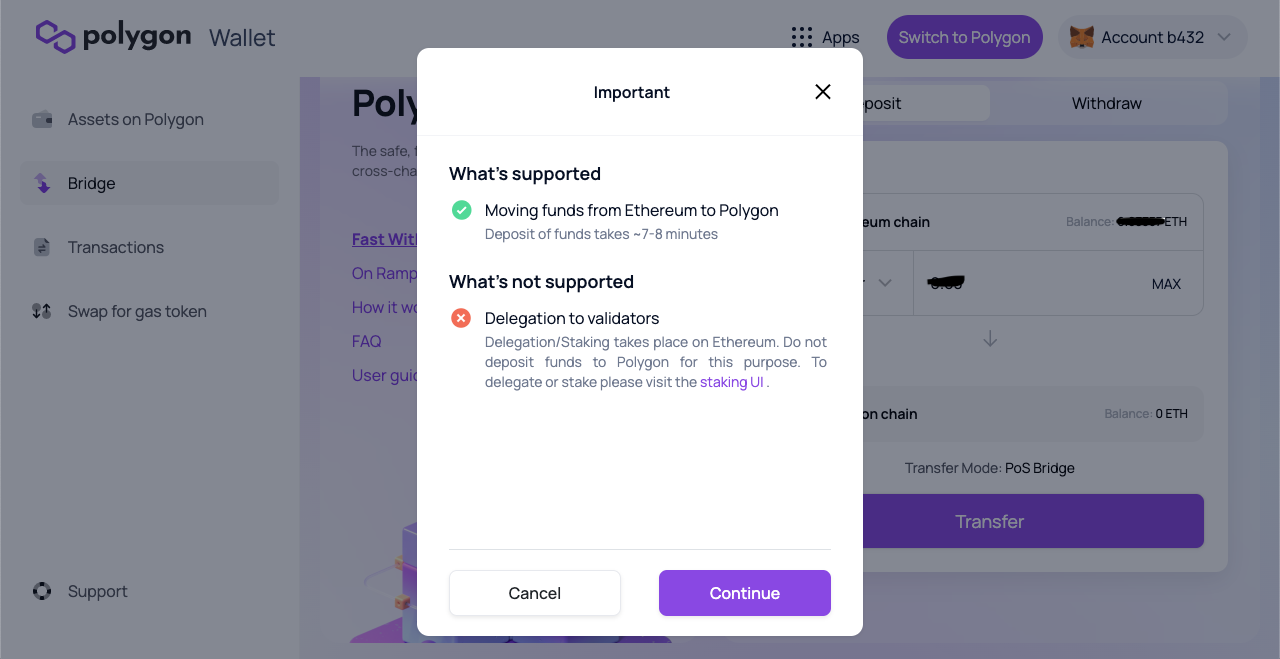 polygon Wallet
Apps
Switch to Polygon
Account b432
Assets on Polygon
Bridge
Transactions
Swap for gas token
Support
Poly
The safe,
cross-cha
Fast With
On Ramp
How it wo
FAQ
User guid
Important
What's supported
Moving funds from Ethereum to Polygon
Deposit of funds takes ~7-8 minutes
What's not supported
Delegation to validators
Delegation/Staking takes place on Ethereum. Do not
deposit funds to Polygon for this purpose. To
delegate or stake please visit the staking UI .
Cancel
Continue
posit
Withdraw
eum chain
Balance: ETH
MAX
on chain
Balance: 0 ETH
Transfer Mode: PoS Bridge
Transfer